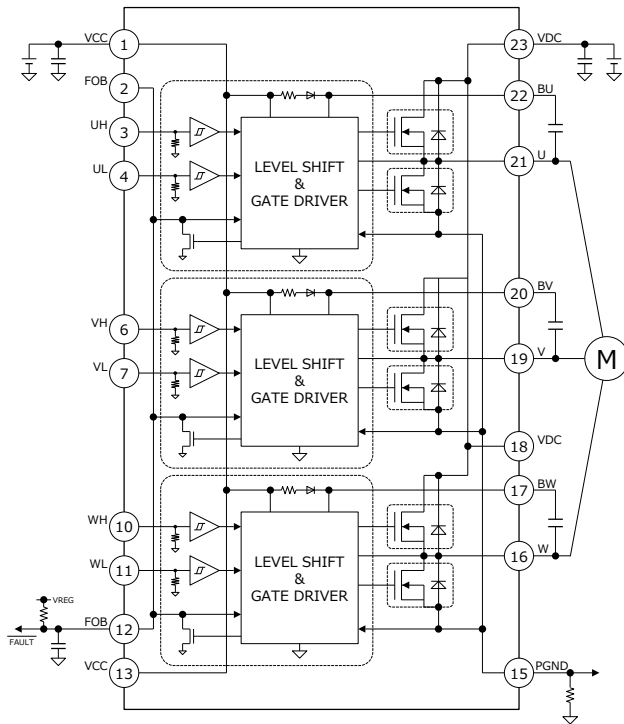 VCC
1
FOB
2
UH
3
UL
4
LEVEL SHIFT
&
GATE DRIVER
23
VDC
22
BU
21
U
VH
6
VL
7
LEVEL SHIFT
&
GATE DRIVER
20
BV
19
V
M
18
VDC
WH
10
WL
11
LEVEL SHIFT
&
GATE DRIVER
17
BW
16
W
VREG
FAULT
FOB
12
VCC
13
15
PGND